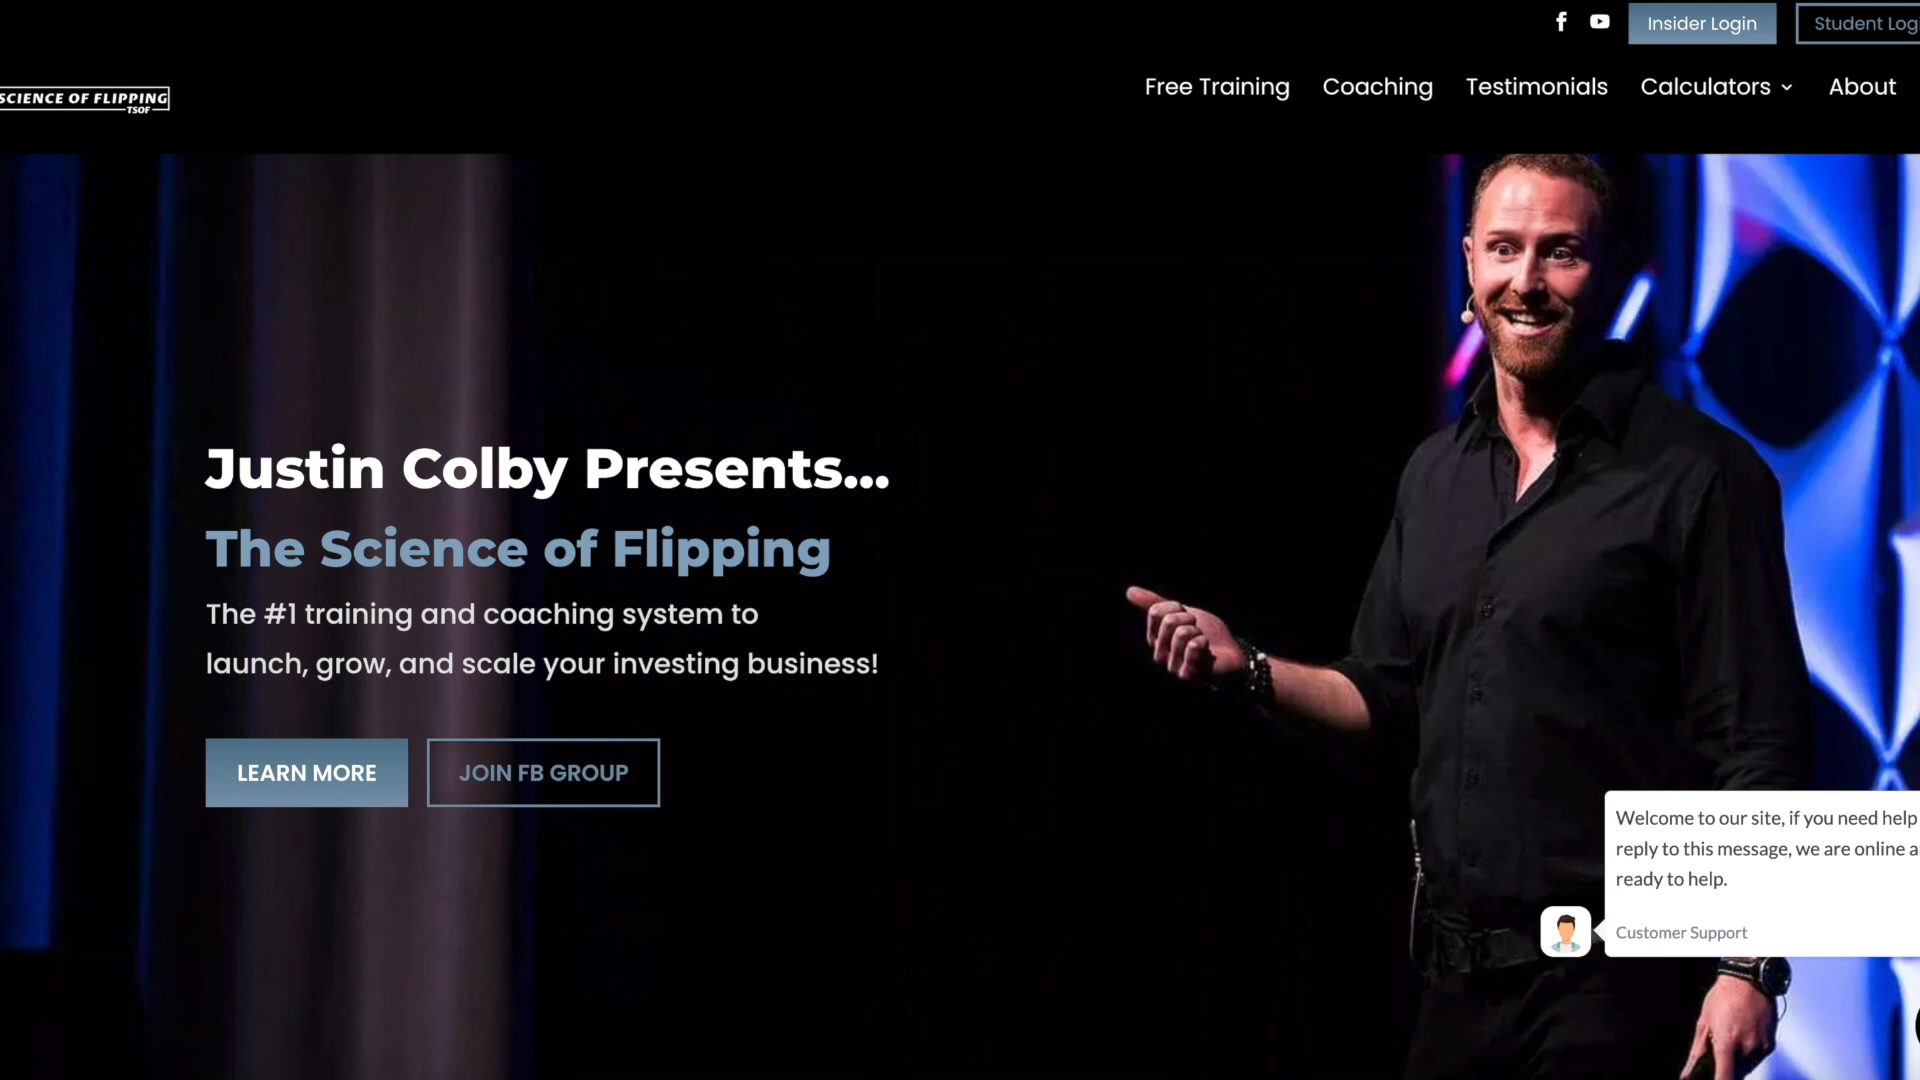 Insider Login
Student Logi
SCIENCE OF FLIPPING
TSOF
Free Training
Coaching
Testimonials
Calculators
About
Justin Colby Presents...
The Science of Flipping
The #1 training and coaching system to
launch, grow, and scale your investing business!
LEARN MORE
JOIN FB GROUP
Welcome to our site, if you need help
reply to this message, we are online a
ready to help.
Customer Support